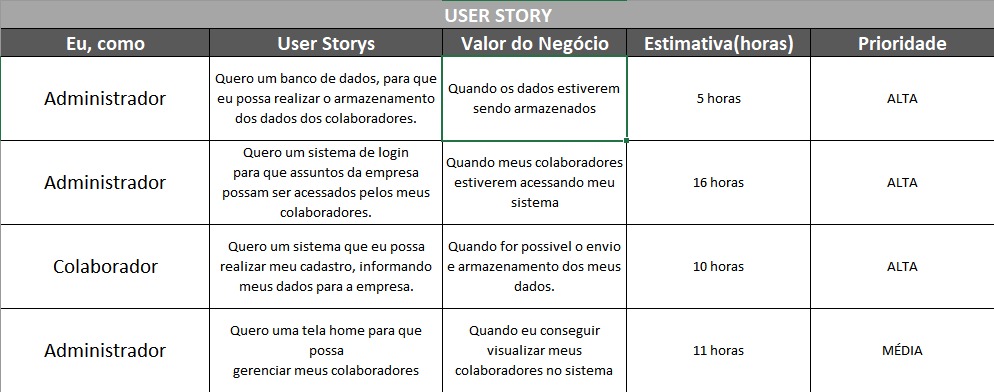 USER STORY
Eu, como
User Storys
Valor do Negócio
Estimativa(horas)
Prioridade
Administrador
Quero um banco de dados, para que
eu possa realizar o armazenamento
dos dados dos colaboradores.
Quando os dados estiverem
sendo armazenados
5 horas
ALTA
Administrador
Quero um sistema de login
para que assuntos da empresa
possam ser acessados pelos meus
colaboradores.
Quando meus colaboradores
estiverem acessando meu
sistema
16 horas
ALTA
Colaborador
Quero um sistema que eu possa
realizar meu cadastro, informando
meus dados para a empresa.
Quando for possivel o envio
e armazenamento dos meus
dados.
10 horas
ALTA
Administrador
Quero uma tela home para que
possa
gerenciar meus colaboradores
Quando eu conseguir
visualizar meus
colaboradores no sistema
11 horas
MÉDIA